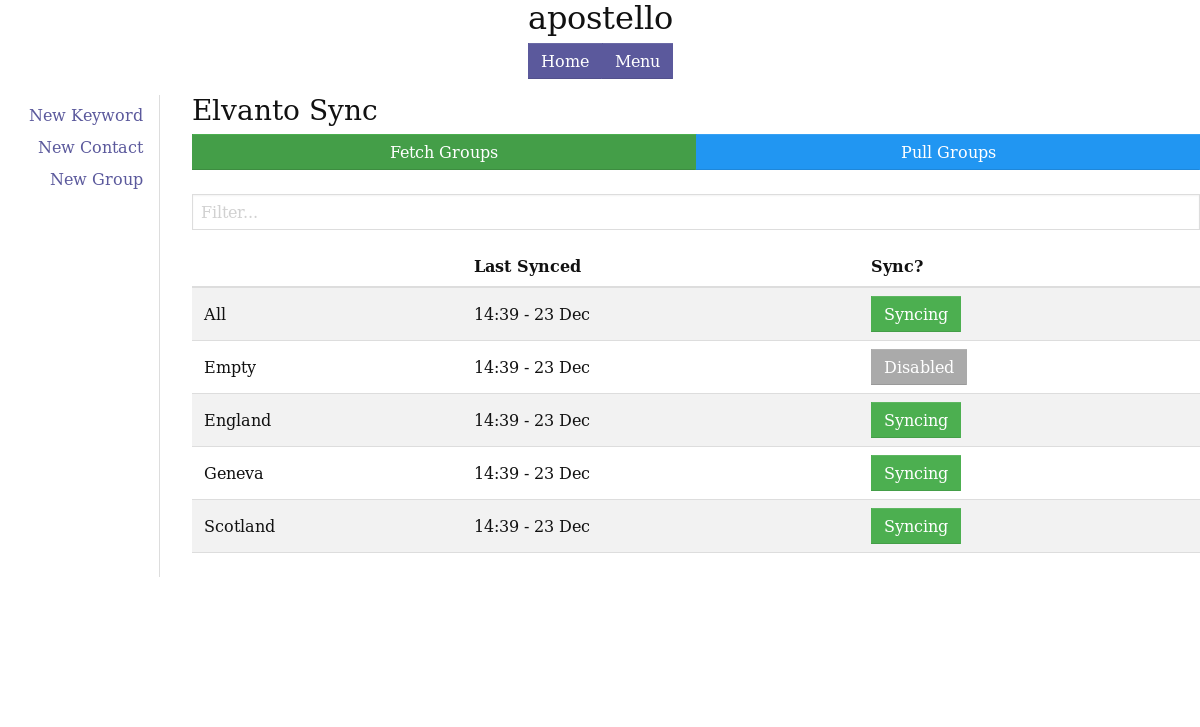 apostello
Home Menu
New Keyword
New Contact
New Group
Elvanto Sync
Fetch Groups Pull Groups
Filter...
Last Synced Sync?
All 14:39 - 23 Dec Syncing
Empty 14:39 - 23 Dec Disabled
England 14:39 - 23 Dec Syncing
Geneva 14:39 - 23 Dec Syncing
Scotland 14:39 - 23 Dec Syncing